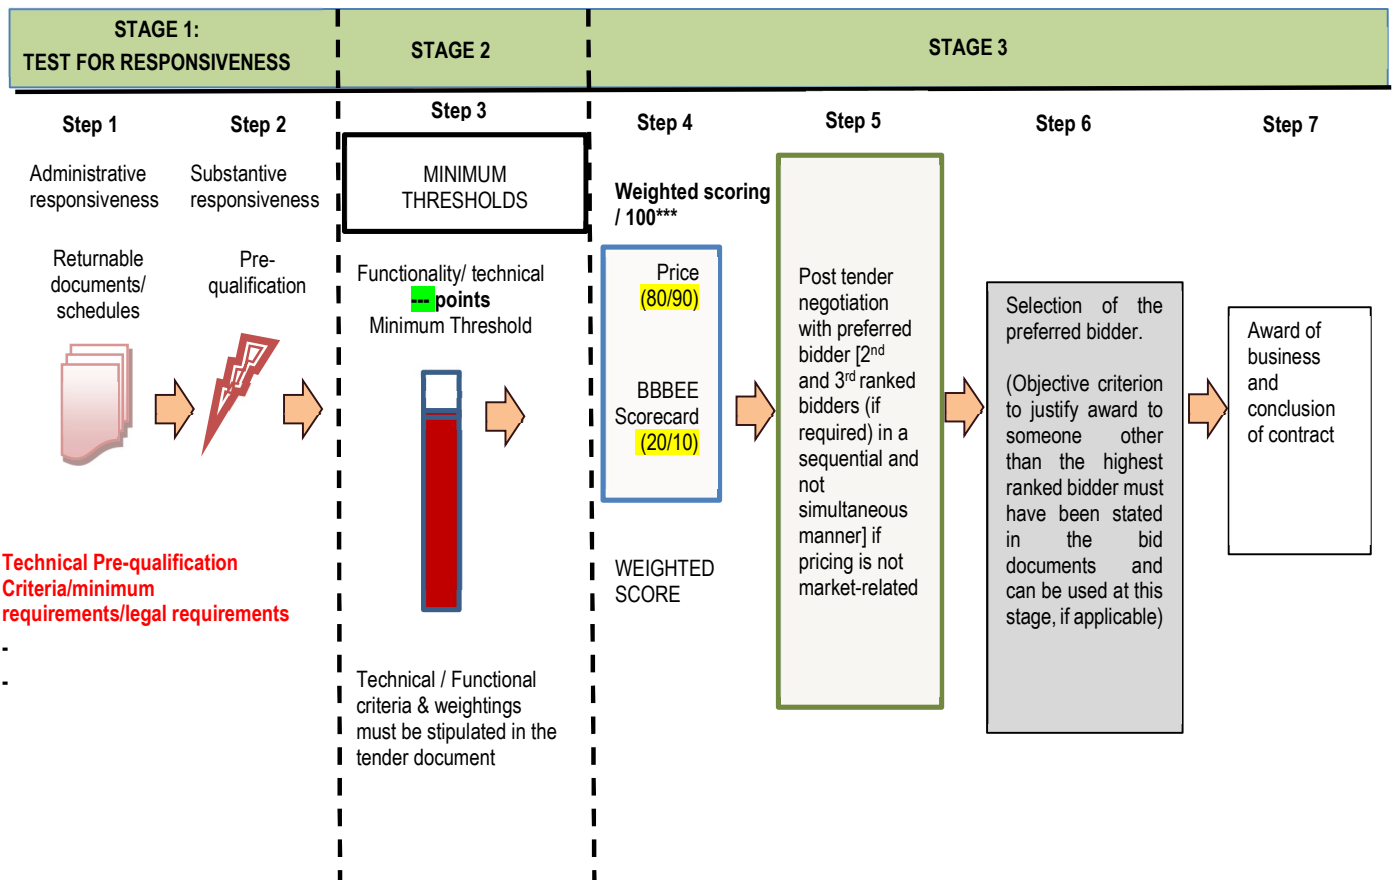 STAGE 1:
TEST FOR RESPONSIVENESS
STAGE 2
STAGE 3
Step 1
Administrative
responsiveness
Returnable
documents/
schedules
Step 2
Substantive
responsiveness
Pre-
qualification
Technical Pre-qualification
Criteria/minimum
requirements/legal requirements
-
-
Step 3
MINIMUM
THRESHOLDS
Functionality/ technical
--- points
Minimum Threshold
Technical / Functional
criteria & weightings
must be stipulated in the
tender document
Step 4
Weighted scoring
/ 100***
Price
(80/90)
BBBEE
Scorecard
(20/10)
WEIGHTED
SCORE
Step 5
Post tender
negotiation
with preferred
bidder [2nd
and 3rd ranked
bidders (if
required) in a
sequential and
not
simultaneous
manner] if
pricing is not
market-related
Step 6
Selection of the
preferred bidder.
(Objective criterion
to justify award to
someone other
than the highest
ranked bidder must
have been stated
in the bid
documents and
can be used at this
stage, if applicable)
Step 7
Award of
business
and
conclusion
of contract